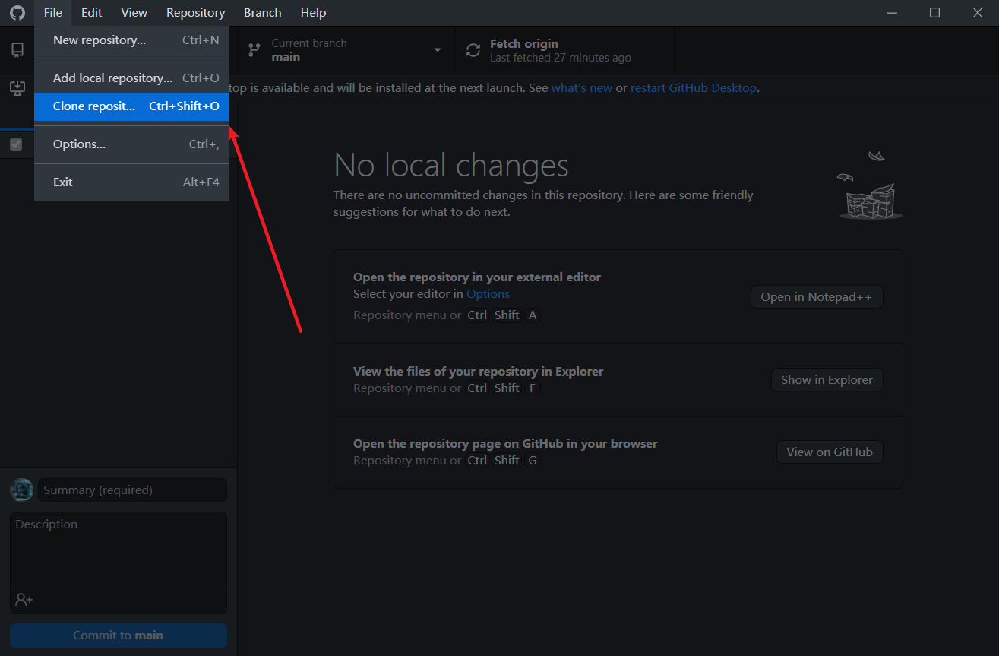 File Edit View Repository Branch Help
New repository... Ctrl+N
Add local repository... Ctrl+O
Clone reposit... Ctrl+Shift+O
Options... Ctrl+,
Exit Alt+F4
Current branch
main
Fetch origin
Last fetched 27 minutes ago
top is available and will be installed at the next launch. See what's new or restart GitHub Desktop.
No local changes
There are no uncommitted changes in this repository. Here are some friendly
suggestions for what to do next.
Open the repository in your external editor
Select your editor in Options
Repository menu or Ctrl Shift A
Open in Notepad++
View the files of your repository in Explorer
Repository menu or Ctrl Shift F
Show in Explorer
Open the repository page on GitHub in your browser
Repository menu or Ctrl Shift G
View on GitHub
Summary (required)
Description
Commit to main